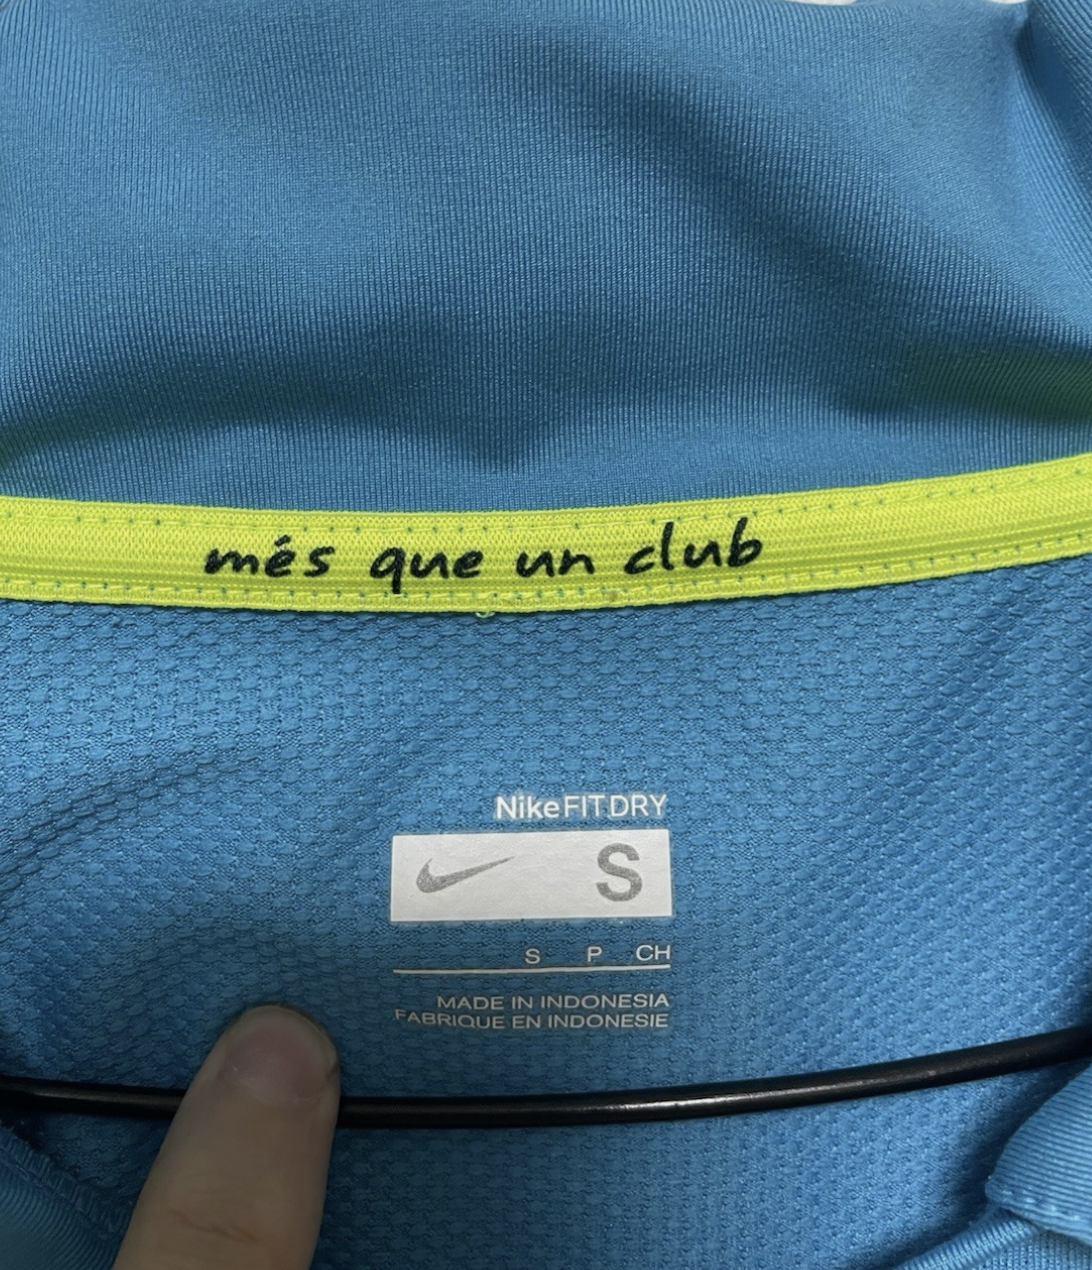 més que un club
NikeFITDRY
S
S P CH
MADE IN INDONESIA
FABRIQUE EN INDONESIE